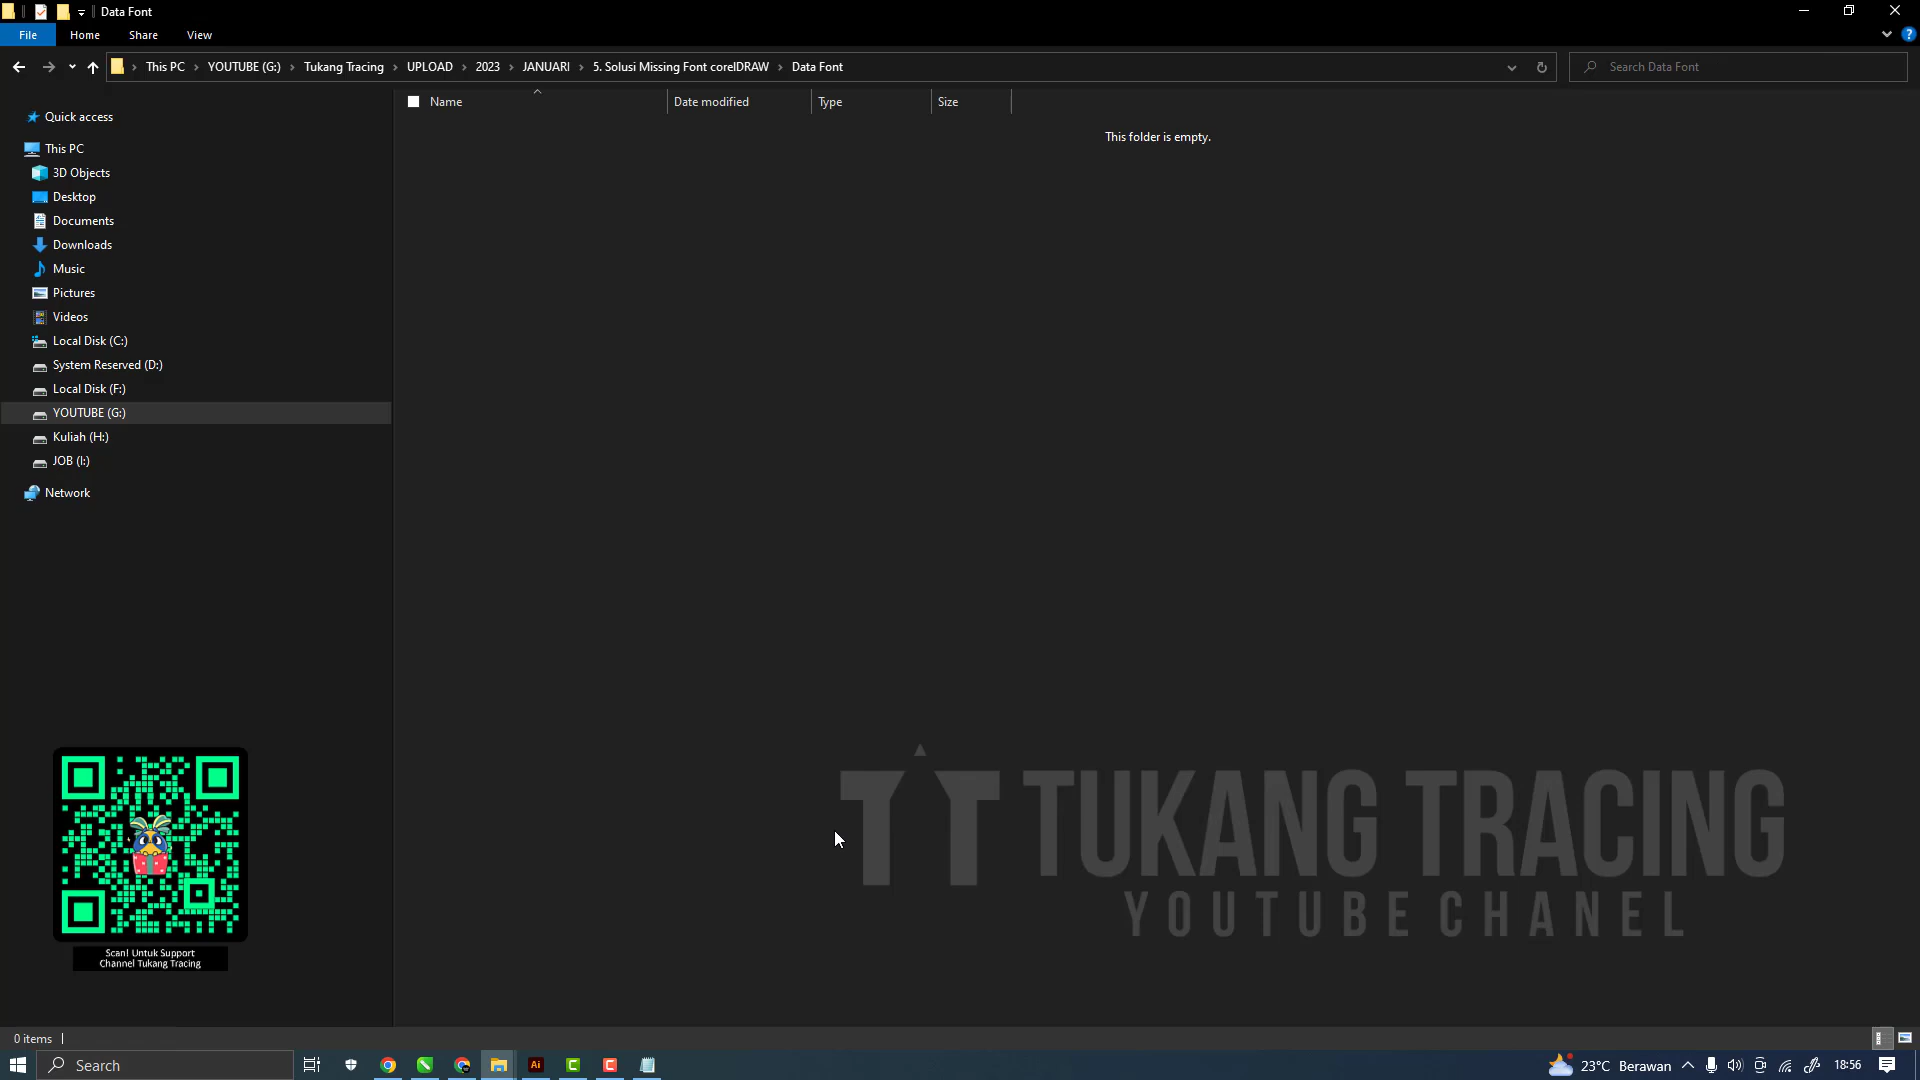 Data Font
File Home Share View
This PC YOUTUBE (G:) Tukang Tracing UPLOAD 2023 JANUARI 5. Solusi Missing Font corelDRAW Data Font
Search Data Font
Name Date modified Type Size
This folder is empty.
Quick access
This PC
3D Objects
Desktop
Documents
Downloads
Music
Pictures
Videos
Local Disk (C:)
System Reserved (D:)
Local Disk (F:)
YOUTUBE (G:)
Kuliah (H:)
JOB (I:)
Network
TUKANG TRACING
YOUTUBE CHANEL
Scan! Untuk Support
Channel Tukang Tracing
0 items
Search
Ai
23°C Berawan
18:56